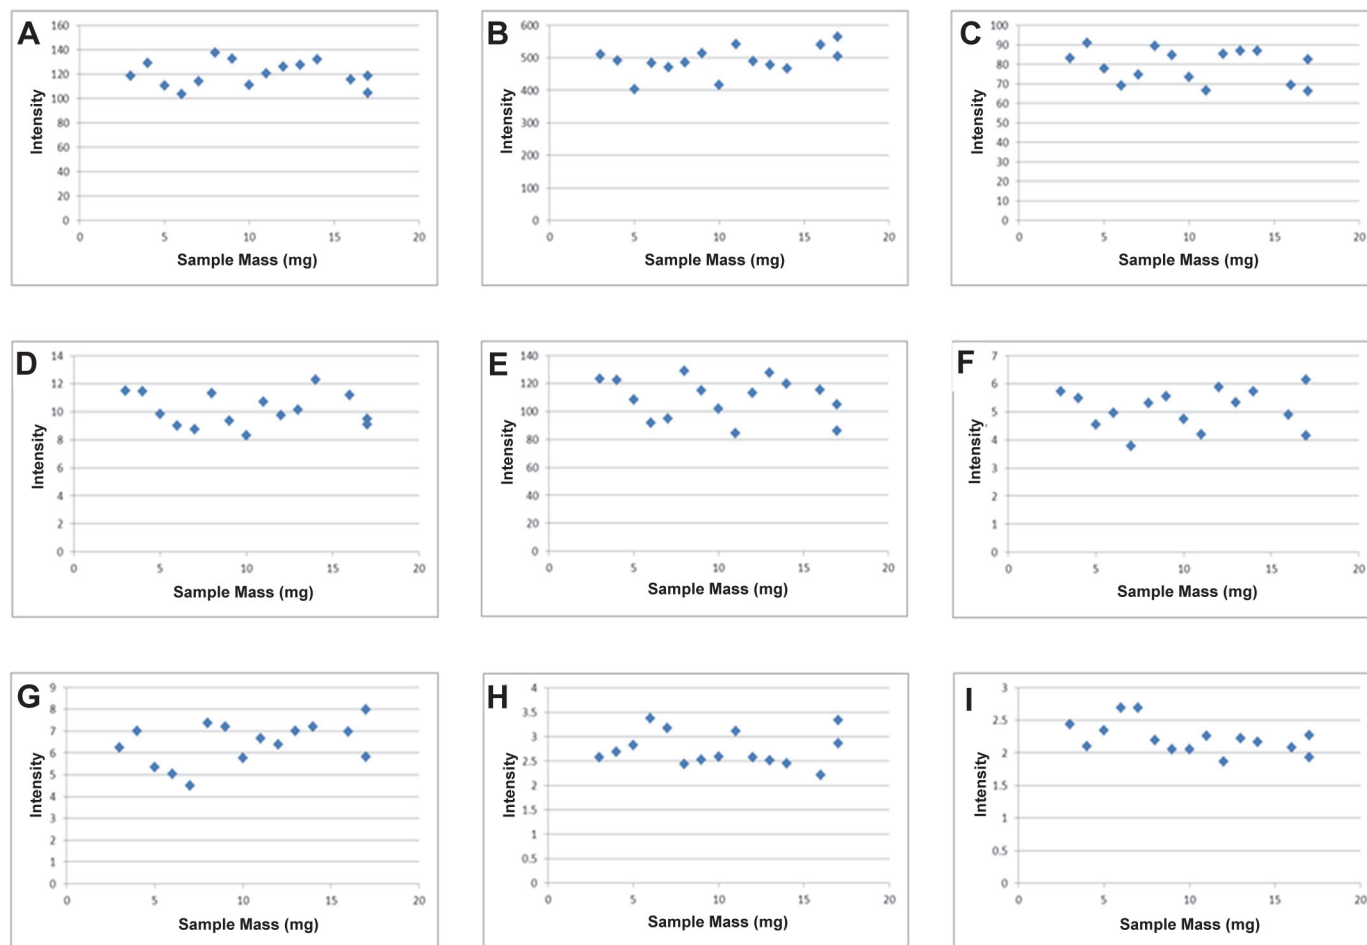 A
160
140
120
100
80
60
40
20
0
0 5 10 15 20
Intensity
Sample Mass (mg)
B
600
500
400
300
200
100
0
0 5 10 15 20
Intensity
Sample Mass (mg)
C
100
90
80
70
60
50
40
30
20
10
0
0 5 10 15 20
Intensity
Sample Mass (mg)
D
14
12
10
8
6
4
2
0
0 5 10 15 20
Intensity
Sample Mass (mg)
E
140
120
100
80
60
40
20
0
0 5 10 15 20
Intensity
Sample Mass (mg)
F
7
6
5
4
3
2
1
0
0 5 10 15 20
Intensity
Sample Mass (mg)
G
9
8
7
6
5
4
3
2
1
0
0 5 10 15 20
Intensity
Sample Mass (mg)
H
4
3.5
3
2.5
2
1.5
1
0.5
0
0 5 10 15 20
Intensity
Sample Mass (mg)
I
3
2.5
2
1.5
1
0.5
0
0 5 10 15 20
Intensity
Sample Mass (mg)